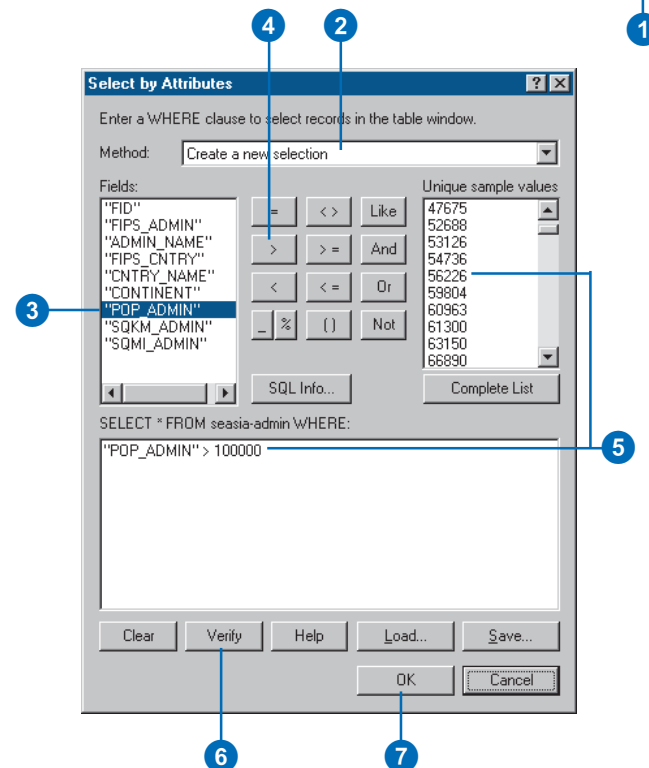 4
2
1
Select by Attributes
Enter a WHERE clause to select records in the table window.
Method: Create a new selection
Fields:
"FID"
"FIPS_ADMIN"
"ADMIN_NAME"
"FIPS_CNTRY"
"CNTRY_NAME"
"CONTINENT"
"POP_ADMIN"
"SQKM_ADMIN"
"SQMI_ADMIN"
3
= < > Like
> > = And
< < = Or
_ % ( ) Not
SQL Info...
Unique sample values
47675
52688
53126
54736
56226
59804
60963
61300
63150
66890
Complete List
SELECT * FROM seasia-admin WHERE:
"POP_ADMIN" > 100000
5
Clear Verify Help Load... Save...
OK Cancel
6
7